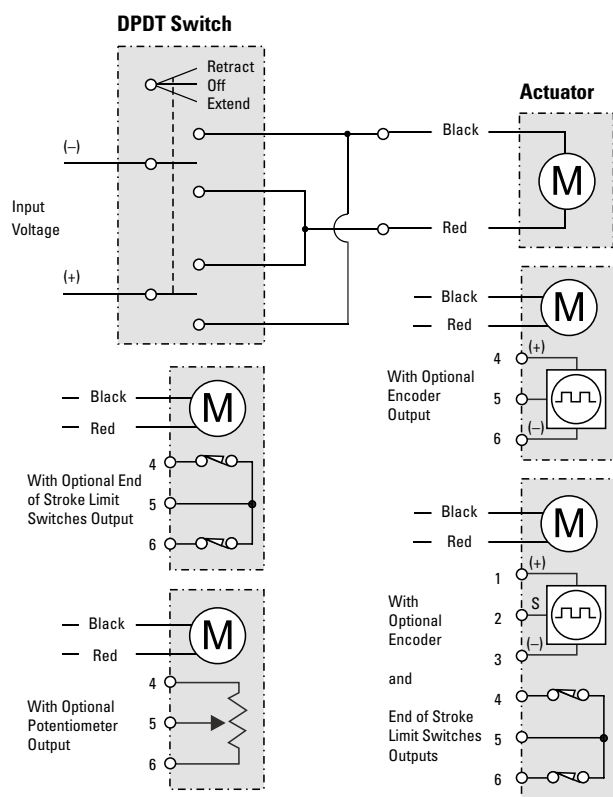 DPDT Switch
Retract
Off
Extend
(–)
Input
Voltage
(+)
Actuator
Black
M
Red
Black
M
Red
4
(+)
With Optional
Encoder
Output
5
6
(–)
Black
M
Red
With Optional End
of Stroke Limit
Switches Output
4
5
6
Black
M
Red
With Optional
Potentiometer
Output
4
5
6
Black
M
Red
1
(+)
With
Optional
Encoder
2
S
3
(–)
and
End of Stroke
Limit Switches
Outputs
4
5
6